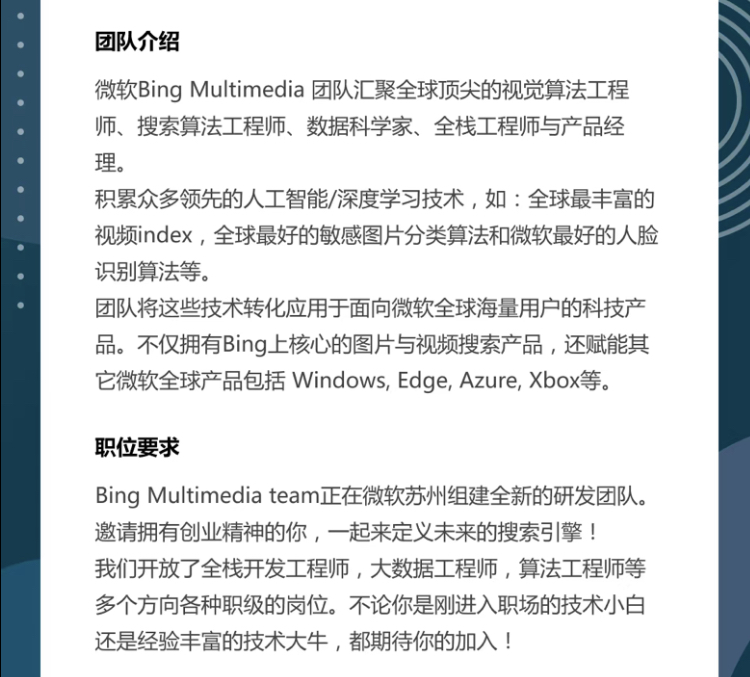 团队介绍
微软Bing Multimedia 团队汇聚全球顶尖的视觉算法工程
师、搜索算法工程师、数据科学家、全栈工程师与产品经
理。
积累众多领先的人工智能/深度学习技术，如：全球最丰富的
视频index，全球最好的敏感图片分类算法和微软最好的人脸
识别算法等。
团队将这些技术转化应用于面向微软全球海量用户的科技产
品。不仅拥有Bing上核心的图片与视频搜索产品，还赋能其
它微软全球产品包括 Windows, Edge, Azure, Xbox等。
职位要求
Bing Multimedia team正在微软苏州组建全新的研发团队。
邀请拥有创业精神的你，一起来定义未来的搜索引擎！
我们开放了全栈开发工程师，大数据工程师，算法工程师等
多个方向各种职级的岗位。不论你是刚进入职场的技术小白
还是经验丰富的技术大牛，都期待你的加入！